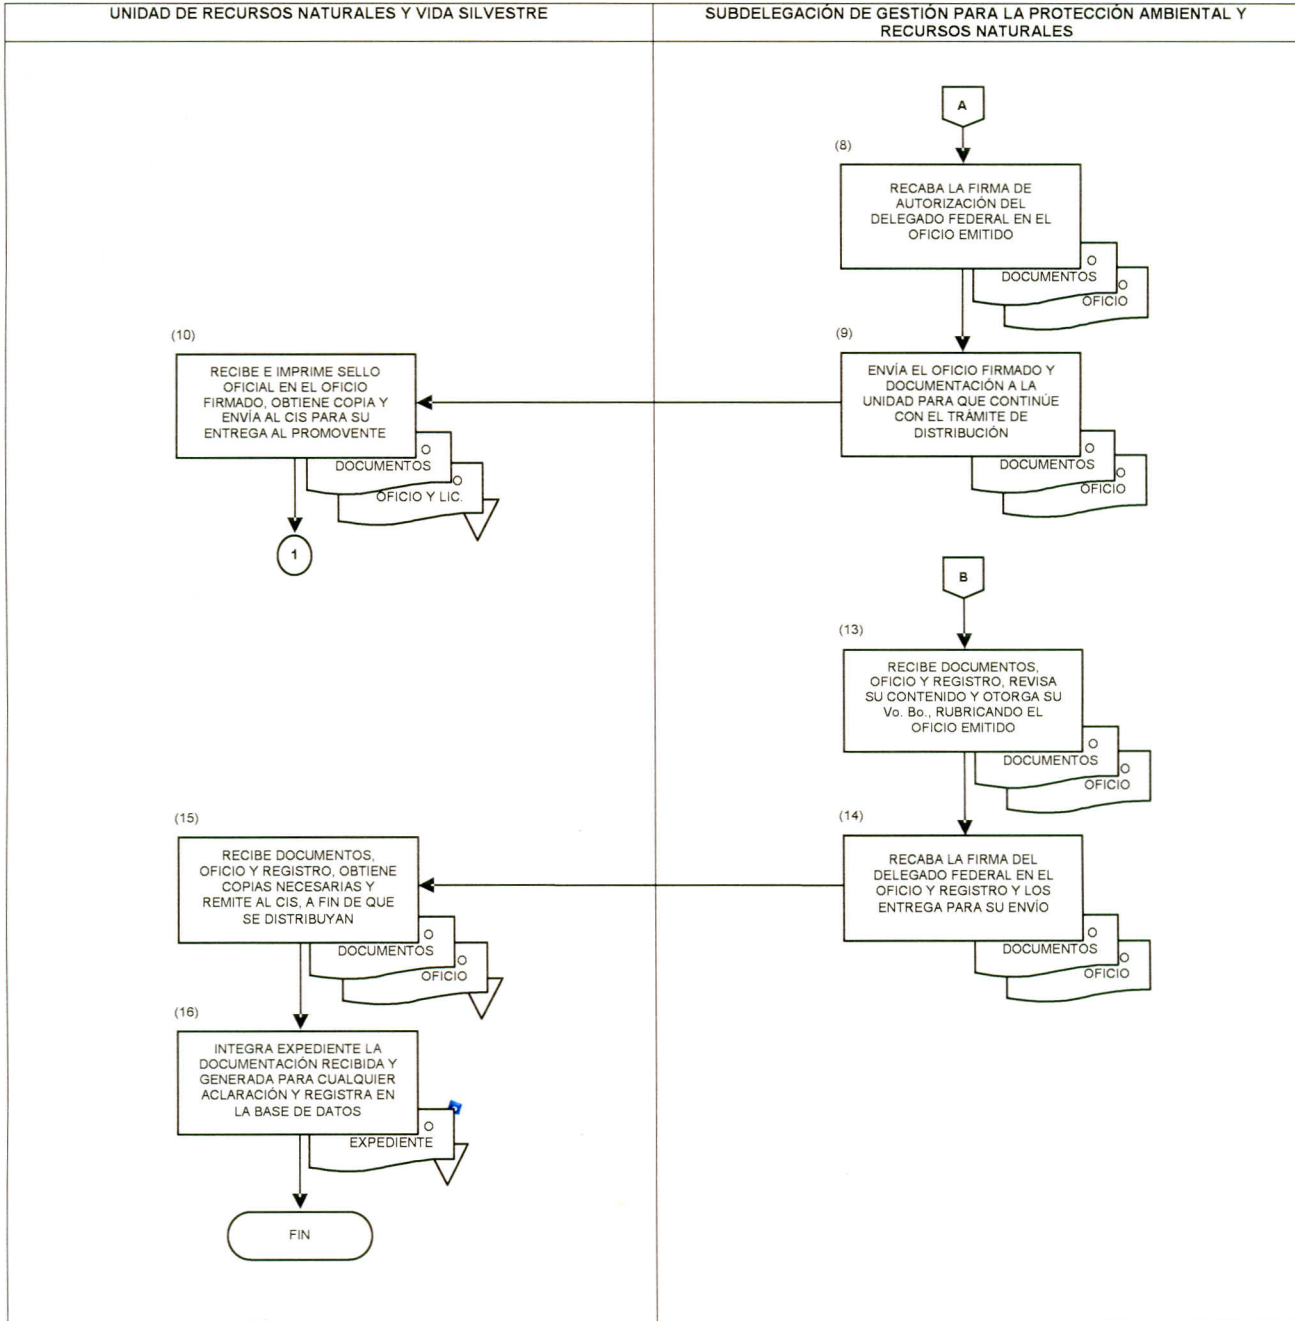 UNIDAD DE RECURSOS NATURALES Y VIDA SILVESTRE
SUBDELEGACIÓN DE GESTIÓN PARA LA PROTECCIÓN AMBIENTAL Y
RECURSOS NATURALES
A
(8)
RECABA LA FIRMA DE
AUTORIZACIÓN DEL
DELEGADO FEDERAL EN EL
OFICIO EMITIDO
O
DOCUMENTOS
O
OFICIO
(9)
ENVÍA EL OFICIO FIRMADO Y
DOCUMENTACIÓN A LA
UNIDAD PARA QUE CONTINÚE
CON EL TRÁMITE DE
DISTRIBUCIÓN
O
DOCUMENTOS
O
OFICIO
(10)
RECIBE E IMPRIME SELLO
OFICIAL EN EL OFICIO
FIRMADO, OBTIENE COPIA Y
ENVÍA AL CIS PARA SU
ENTREGA AL PROMOVENTE
O
DOCUMENTOS
O
OFICIO Y LIC.
1
B
(13)
RECIBE DOCUMENTOS,
OFICIO Y REGISTRO, REVISA
SU CONTENIDO Y OTORGA SU
Vo. Bo., RUBRICANDO EL
OFICIO EMITIDO
O
DOCUMENTOS
O
OFICIO
(14)
RECABA LA FIRMA DEL
DELEGADO FEDERAL EN EL
OFICIO Y REGISTRO Y LOS
ENTREGA PARA SU ENVÍO
O
DOCUMENTOS
O
OFICIO
(15)
RECIBE DOCUMENTOS,
OFICIO Y REGISTRO, OBTIENE
COPIAS NECESARIAS Y
REMITE AL CIS, A FIN DE QUE
SE DISTRIBUYAN
O
DOCUMENTOS
O
OFICIO
(16)
INTEGRA EXPEDIENTE LA
DOCUMENTACIÓN RECIBIDA Y
GENERADA PARA CUALQUIER
ACLARACIÓN Y REGISTRA EN
LA BASE DE DATOS
O
EXPEDIENTE
FIN